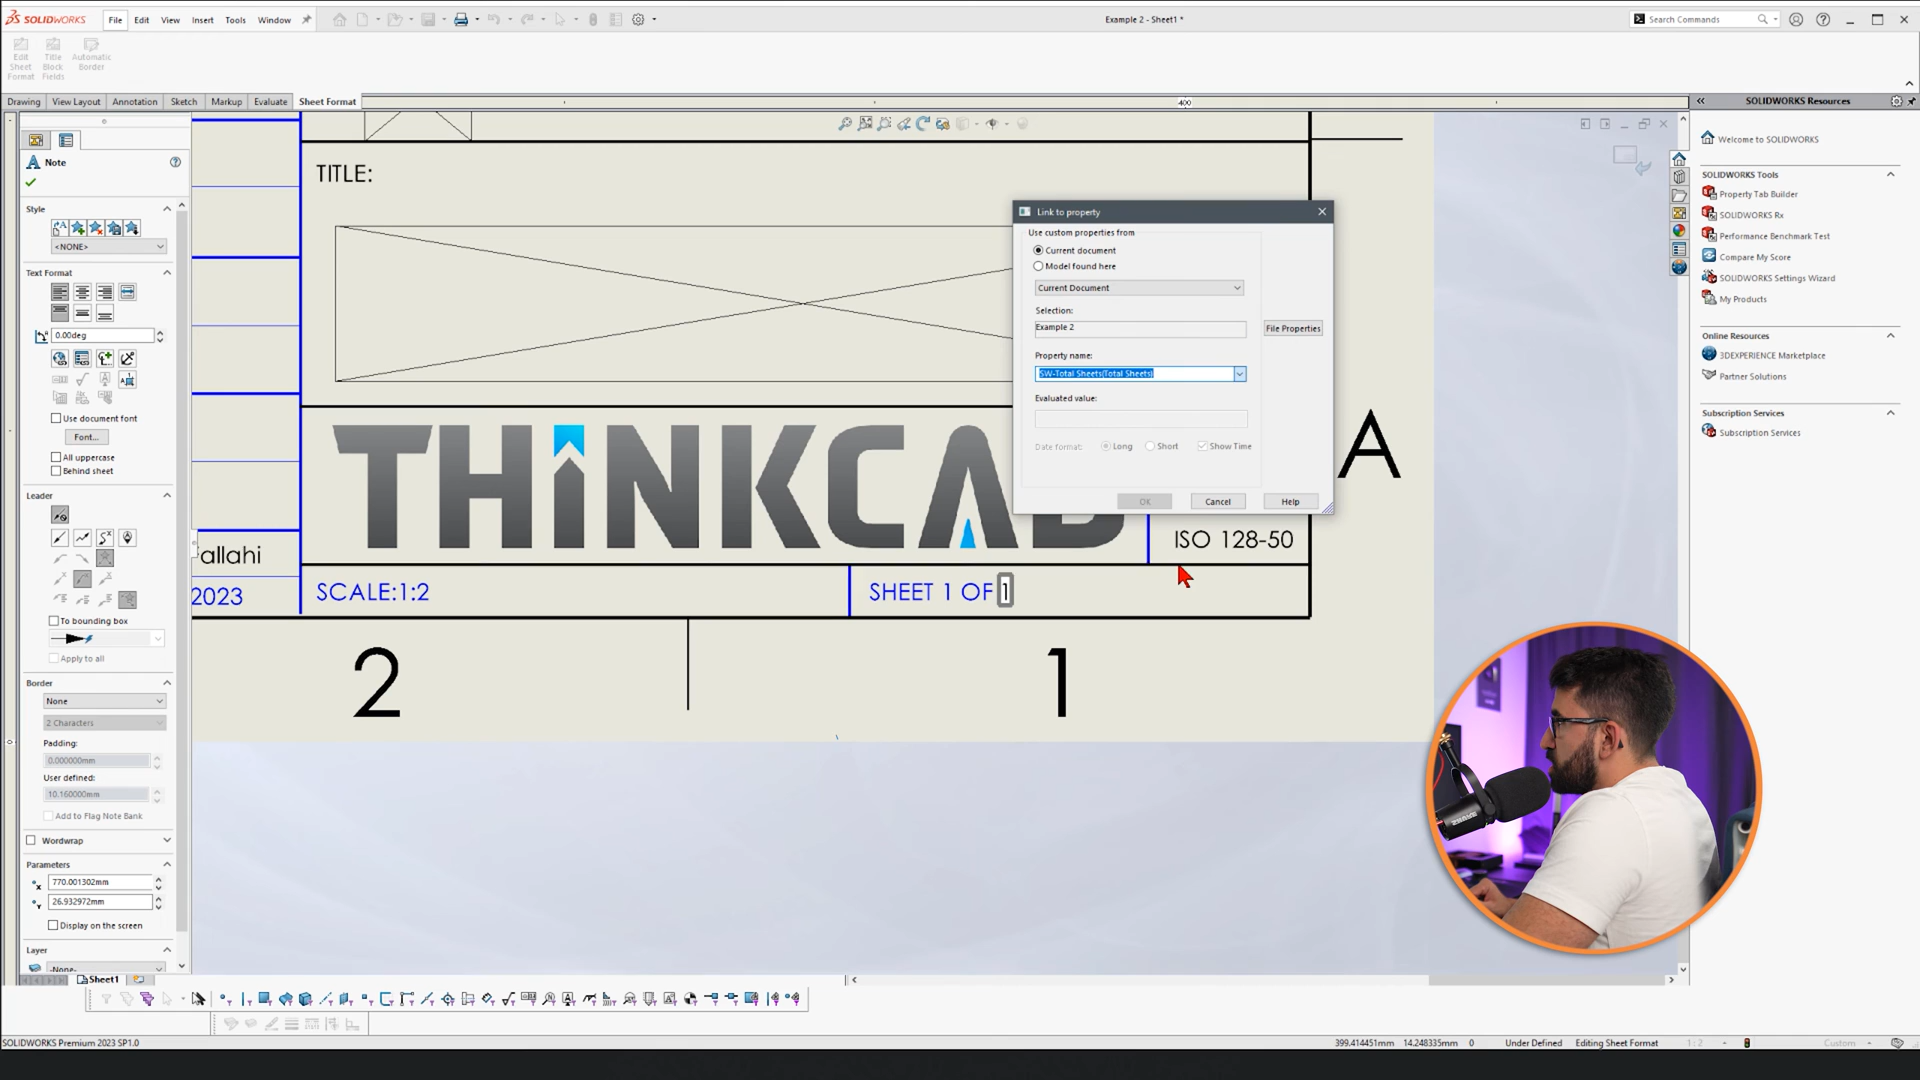 SOLIDWORKS
File
Edit
View
Insert
Tools
Window
Example 2 - Sheet1 *
Search Commands
Edit Sheet Format
Title Block Fields
Automatic Border
Drawing
View Layout
Annotation
Sketch
Markup
Evaluate
Sheet Format
400
Note
Style
<NONE>
Text Format
0.00deg
Use document font
Font...
All uppercase
Behind sheet
Leader
To bounding box
Apply to all
Border
None
2 Characters
Padding:
0.000000mm
User defined:
10.160000mm
Add to Flag Note Bank
Wordwrap
Parameters
770.001302mm
26.932972mm
Display on the screen
Layer
-None-
TITLE:
THINKCAD
ISO 128-50
allahi
2023
SCALE:1:2
SHEET 1 OF 1
A
2
1
Link to property
Use custom properties from
Current document
Model found here
Current Document
Selection:
Example 2
File Properties
Property name:
SW-Total Sheets(Total Sheets)
Evaluated value:
Date format:
Long
Short
Show Time
OK
Cancel
Help
SOLIDWORKS Resources
Welcome to SOLIDWORKS
SOLIDWORKS Tools
Property Tab Builder
SOLIDWORKS Rx
Performance Benchmark Test
Compare My Score
SOLIDWORKS Settings Wizard
My Products
Online Resources
3DEXPERIENCE Marketplace
Partner Solutions
Subscription Services
Subscription Services
Sheet1
SOLIDWORKS Premium 2023 SP1.0
399.414451mm
14.248335mm
0
Under Defined
Editing Sheet Format
1:2
Custom